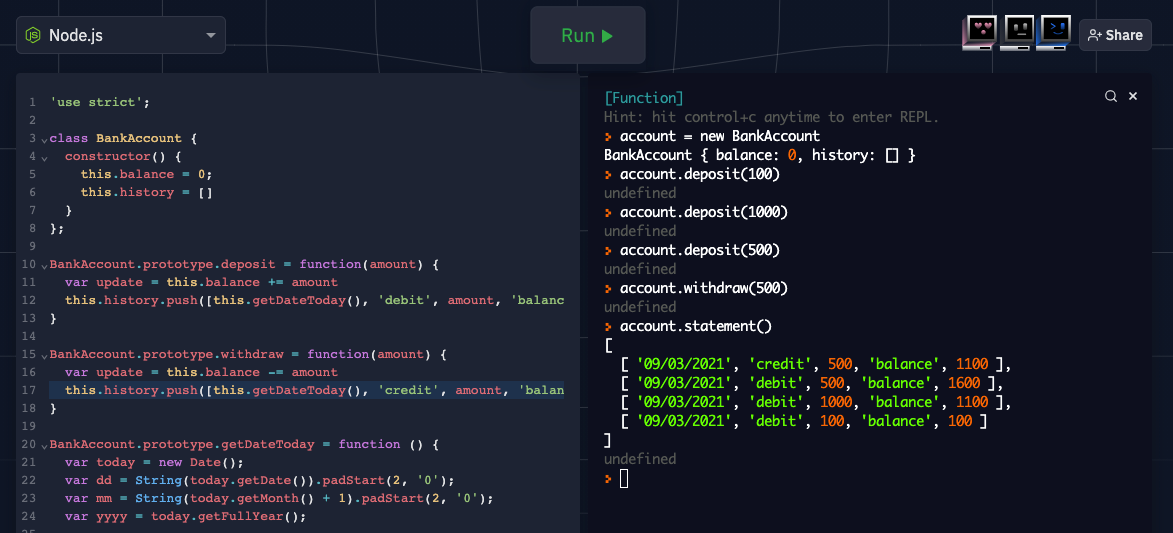 Node.js
Run
Share
1 'use strict';
2
3 class BankAccount {
4 constructor() {
5 this.balance = 0;
6 this.history = []
7 }
8 };
9
10 BankAccount.prototype.deposit = function(amount) {
11 var update = this.balance += amount
12 this.history.push([this.getDateToday(), 'debit', amount, 'balanc
13 }
14
15 BankAccount.prototype.withdraw = function(amount) {
16 var update = this.balance -= amount
17 this.history.push([this.getDateToday(), 'credit', amount, 'balan
18 }
19
20 BankAccount.prototype.getDateToday = function () {
21 var today = new Date();
22 var dd = String(today.getDate()).padStart(2, '0');
23 var mm = String(today.getMonth() + 1).padStart(2, '0');
24 var yyyy = today.getFullYear();
[Function]
Hint: hit control+c anytime to enter REPL.
account = new BankAccount
BankAccount { balance: 0, history: [] }
account.deposit(100)
undefined
account.deposit(1000)
undefined
account.deposit(500)
undefined
account.withdraw(500)
undefined
account.statement()
[
[ '09/03/2021', 'credit', 500, 'balance', 1100 ],
[ '09/03/2021', 'debit', 500, 'balance', 1600 ],
[ '09/03/2021', 'debit', 1000, 'balance', 1100 ],
[ '09/03/2021', 'debit', 100, 'balance', 100 ]
]
undefined